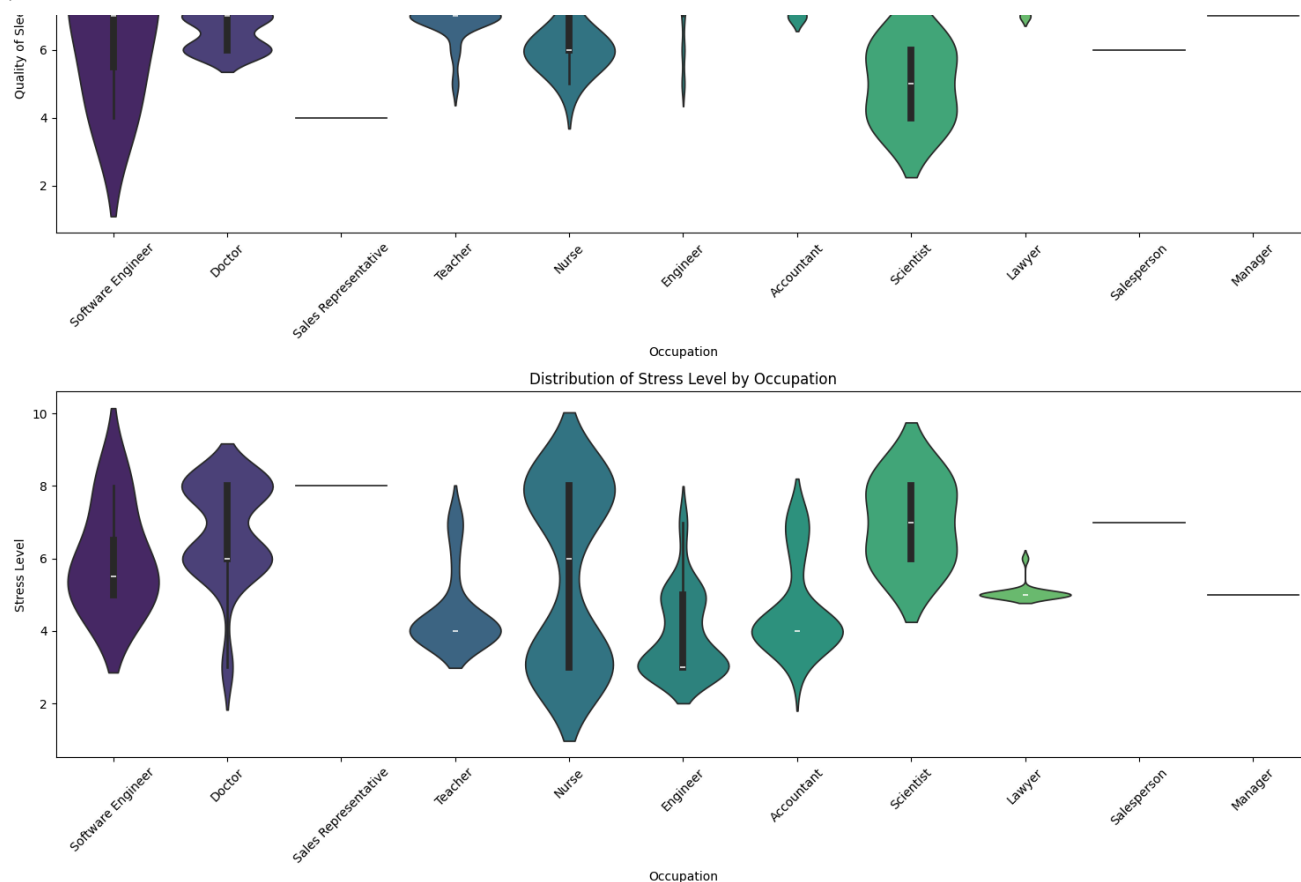 Quality of
6
4
2
Software Engineer
Doctor
Sales Representative
Teacher
Nurse
Engineer
Accountant
Scientist
Lawyer
Salesperson
Manager
Occupation
Distribution of Stress Level by Occupation
Stress Level
10
8
6
4
2
Software Engineer
Doctor
Sales Representative
Teacher
Nurse
Engineer
Accountant
Scientist
Lawyer
Salesperson
Manager
Occupation